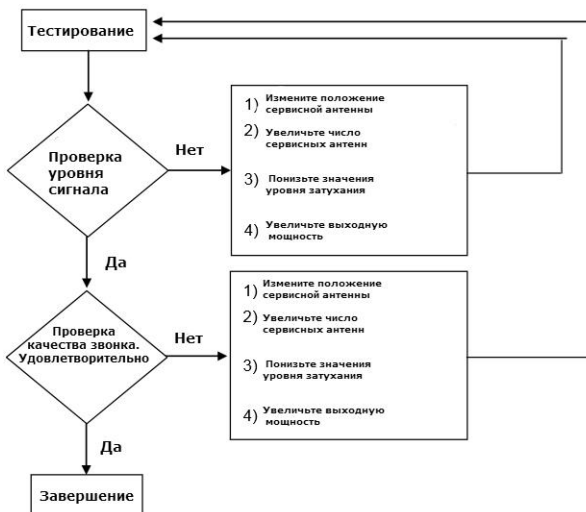 Тестирование
Проверка
уровня
сигнала
Нет
1) Измените положение
сервисной антенны
2) Увеличьте число
сервисных антенн
3) Понизьте значения
уровня затухания
4) Увеличьте выходную
мощность
Да
Проверка
качества звонка.
Удовлетворительно
Нет
1) Измените положение
сервисной антенны
2) Увеличьте число
сервисных антенн
3) Понизьте значения
уровня затухания
4) Увеличьте выходную
мощность
Да
Завершение